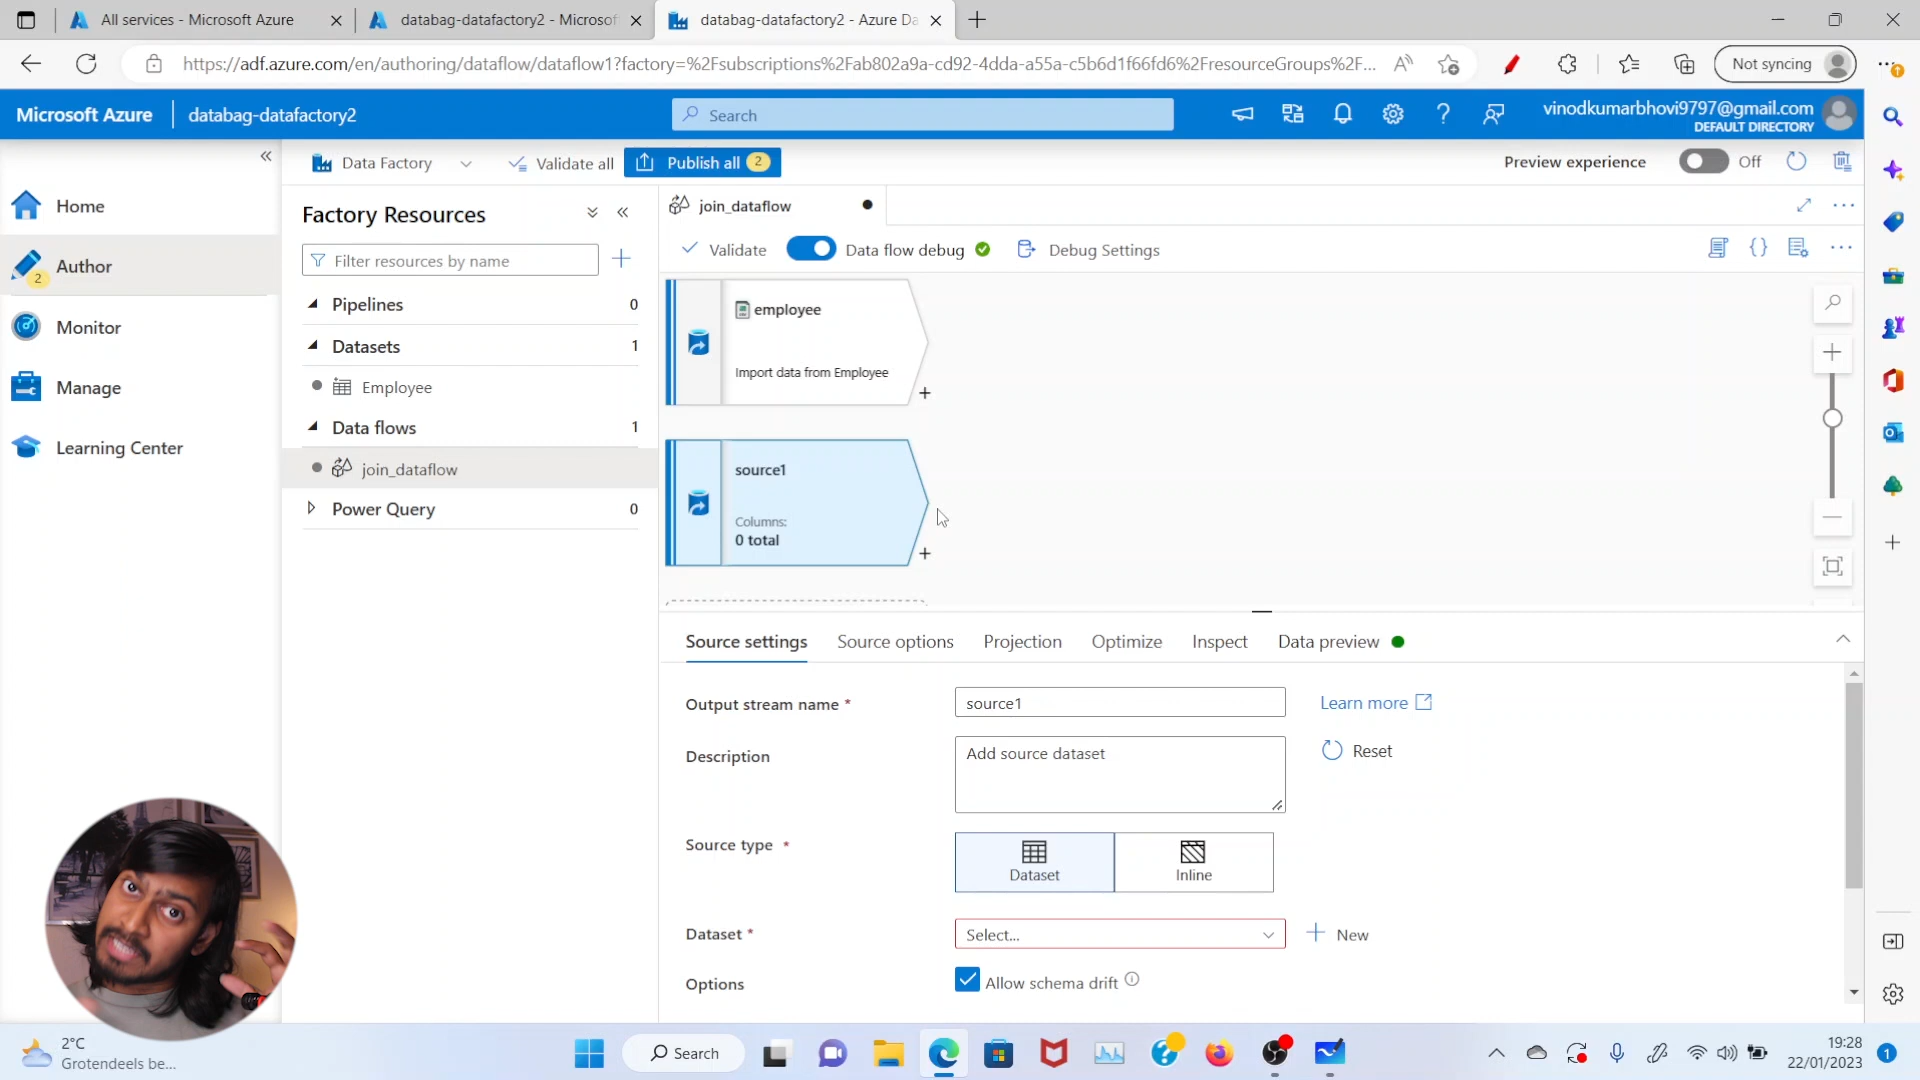 All services - Microsoft Azure
databag-datafactory2 - Microsof
databag-datafactory2 - Azure Da
https://adf.azure.com/en/authoring/dataflow/dataflow1?factory=%2Fsubscriptions%2Fab802a9a-cd92-4dda-a55a-c5b6d1f66fd6%2FresourceGroups%2F...
Not syncing
Microsoft Azure
databag-datafactory2
Search
vinodkumarbhovi9797@gmail.com
DEFAULT DIRECTORY
Data Factory
Validate all
Publish all 2
Preview experience
Off
Home
Author
2
Monitor
Manage
Learning Center
Factory Resources
Filter resources by name
Pipelines 0
Datasets 1
Employee
Data flows 1
join_dataflow
Power Query 0
join_dataflow
Validate
Data flow debug
Debug Settings
employee
Import data from Employee
source1
Columns:
0 total
Source settings
Source options
Projection
Optimize
Inspect
Data preview
Output stream name *
source1
Learn more
Description
Add source dataset
Reset
Source type *
Dataset
Inline
Dataset *
Select...
New
Options
Allow schema drift
2°C
Grotendeels be...
Search
19:28
22/01/2023
1